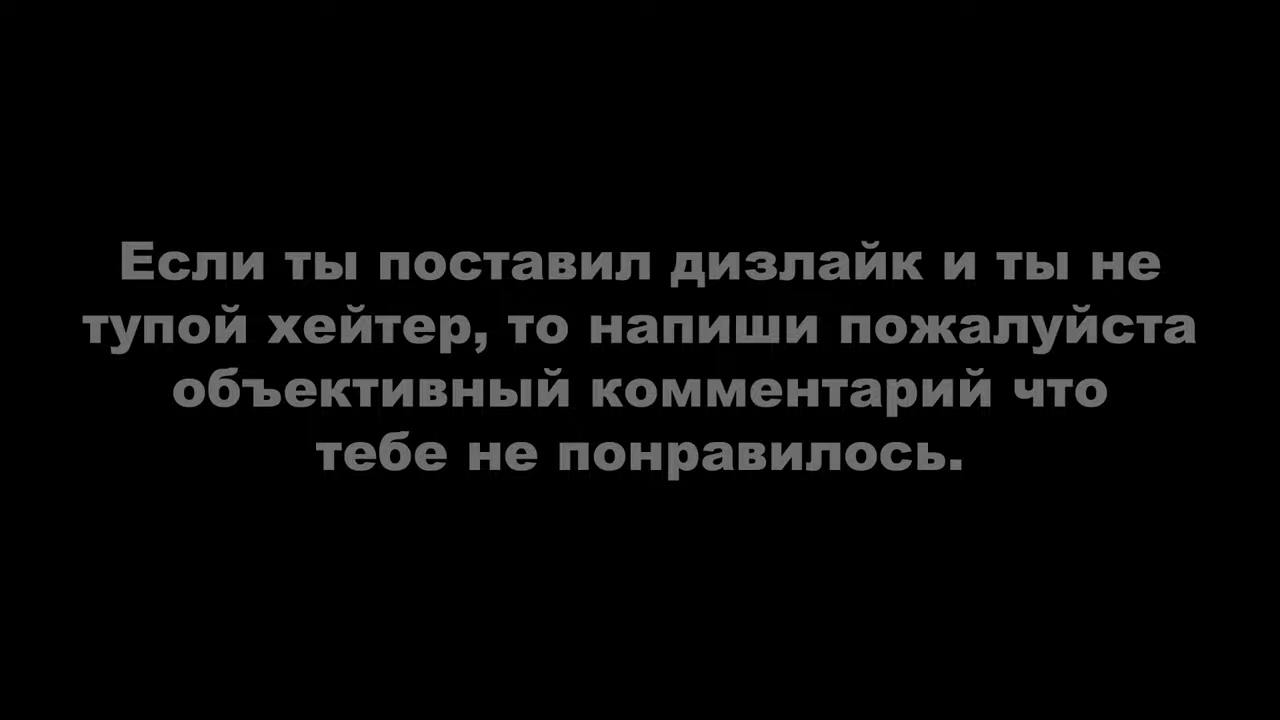 Если ты поставил дизлайк и ты не
тупой хейтер, то напиши пожалуйста
объективный комментарий что
тебе не понравилось.